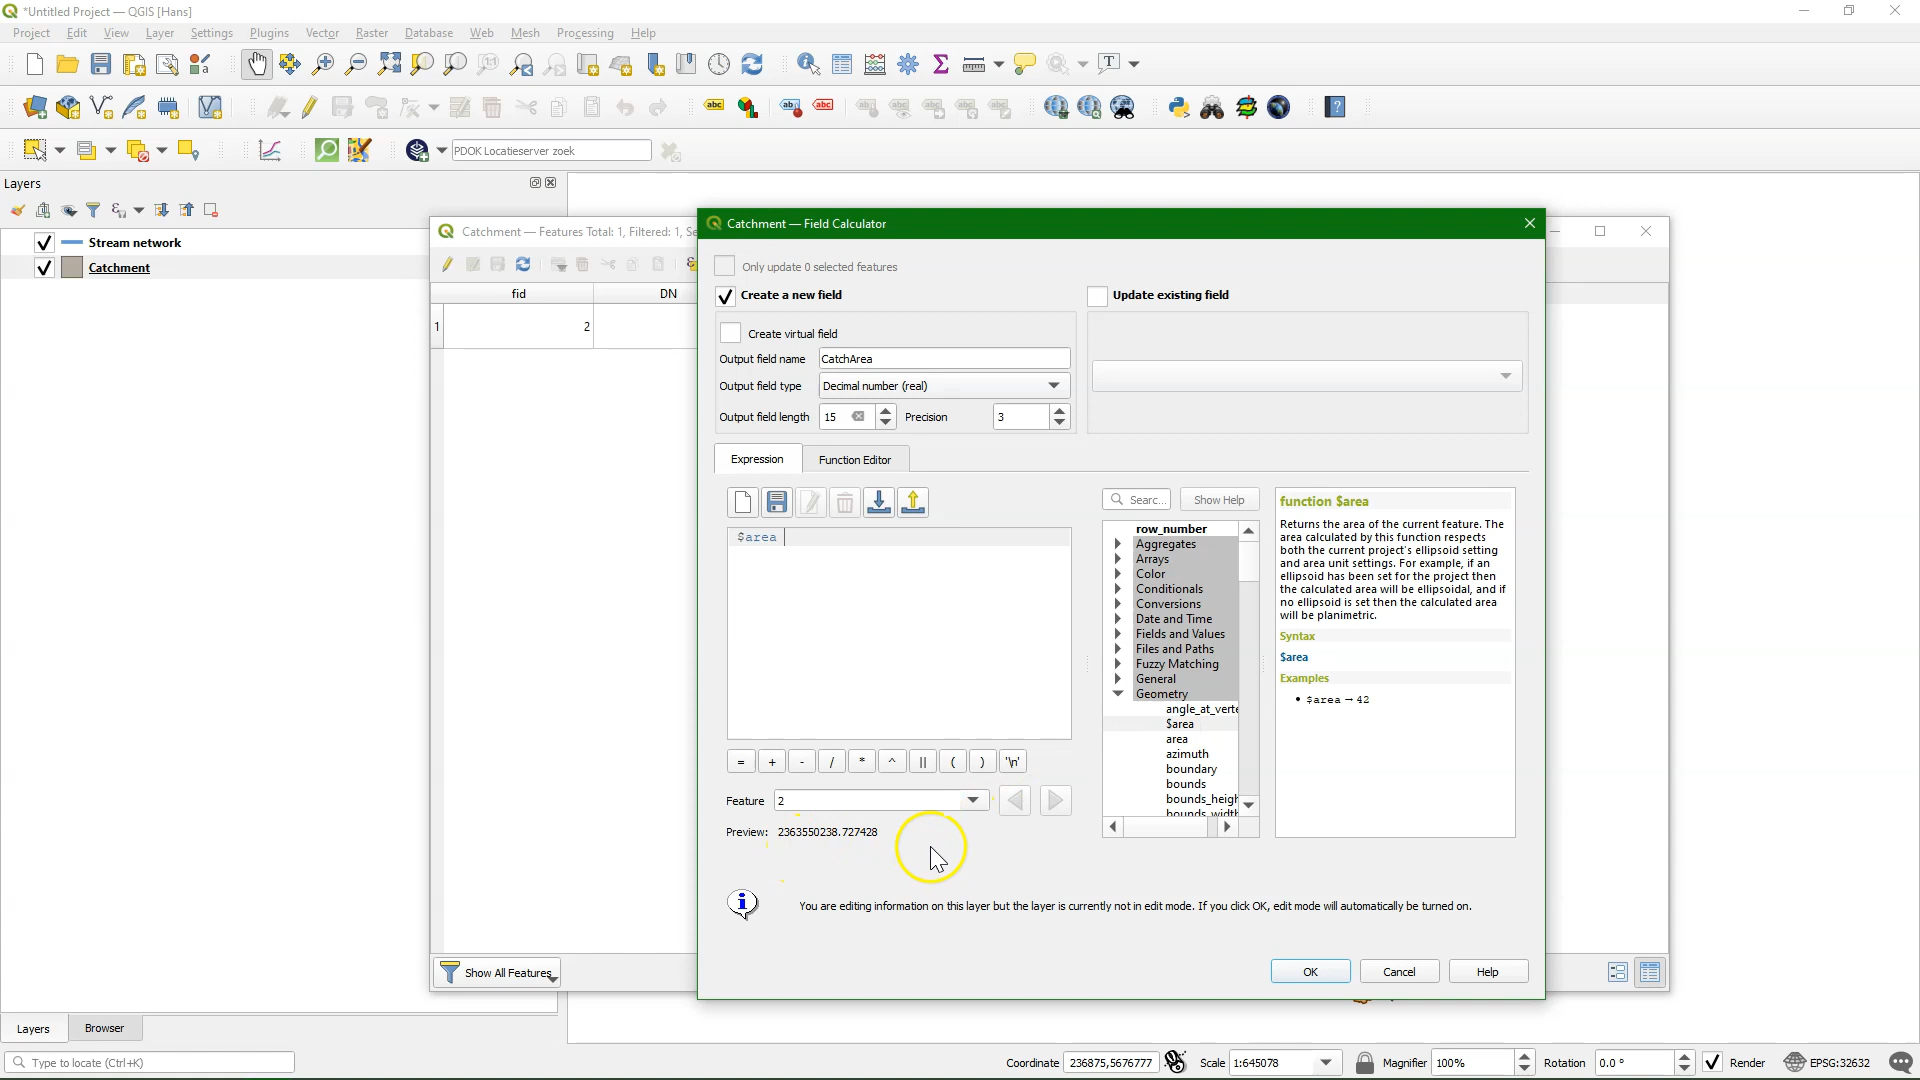 *Untitled Project — QGIS [Hans]
Project Edit View Layer Settings Plugins Vector Raster Database Web Mesh Processing Help
PDOK Locatieserver zoek
Layers
Stream network
Catchment
Catchment — Features Total: 1, Filtered: 1, Se
fid DN
1 2
Catchment — Field Calculator
Only update 0 selected features
Create a new field
Update existing field
Create virtual field
Output field name CatchArea
Output field type Decimal number (real)
Output field length 15 Precision 3
Expression Function Editor
Searc... Show Help
$area
row_number
Aggregates
Arrays
Color
Conditionals
Conversions
Date and Time
Fields and Values
Files and Paths
Fuzzy Matching
General
Geometry
angle_at_verte
$area
area
azimuth
boundary
bounds
bounds_heigh
bounds_width
function $area
Returns the area of the current feature. The
area calculated by this function respects
both the current project's ellipsoid setting
and area unit settings. For example, if an
ellipsoid has been set for the project then
the calculated area will be ellipsoidal, and if
no ellipsoid is set then the calculated area
will be planimetric.
Syntax
$area
Examples
• $area → 42
= + - / * ^ || ( ) '\n'
Feature 2
Preview: 2363550238.727428
You are editing information on this layer but the layer is currently not in edit mode. If you click OK, edit mode will automatically be turned on.
OK Cancel Help
Show All Features
Layers Browser
Type to locate (Ctrl+K)
Coordinate 236875,5676777 Scale 1:645078 Magnifier 100% Rotation 0.0 ° Render EPSG:32632